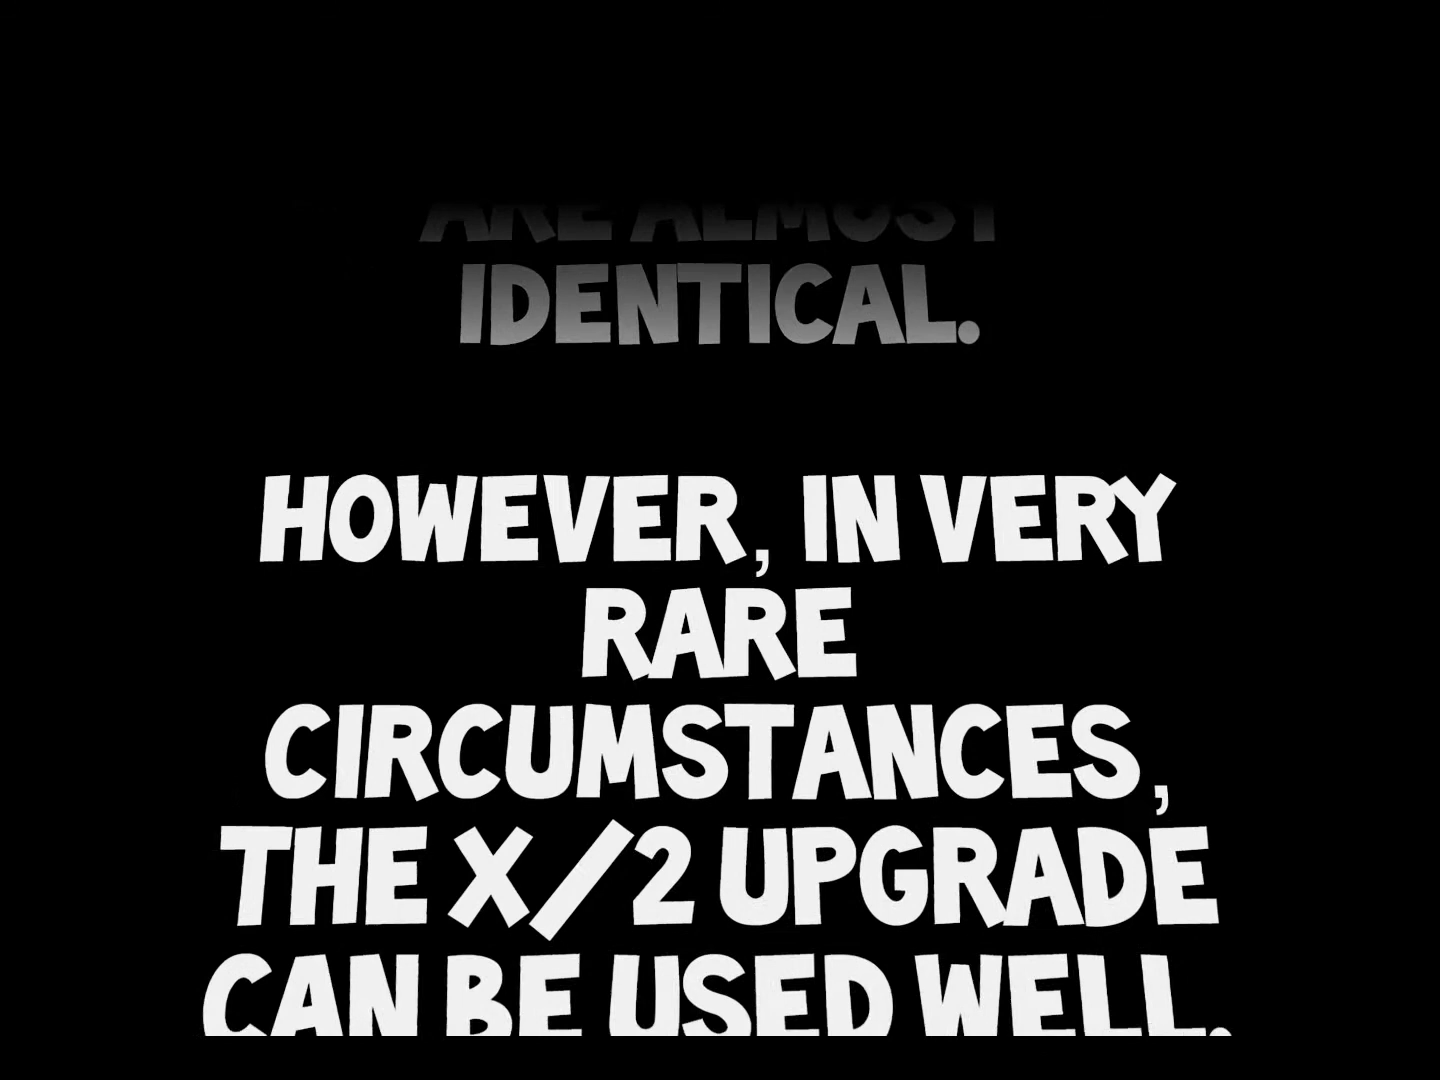 ARE ALMOST
IDENTICAL.
HOWEVER, IN VERY
RARE
CIRCUMSTANCES,
THE X/2 UPGRADE
CAN BE USED WELL.